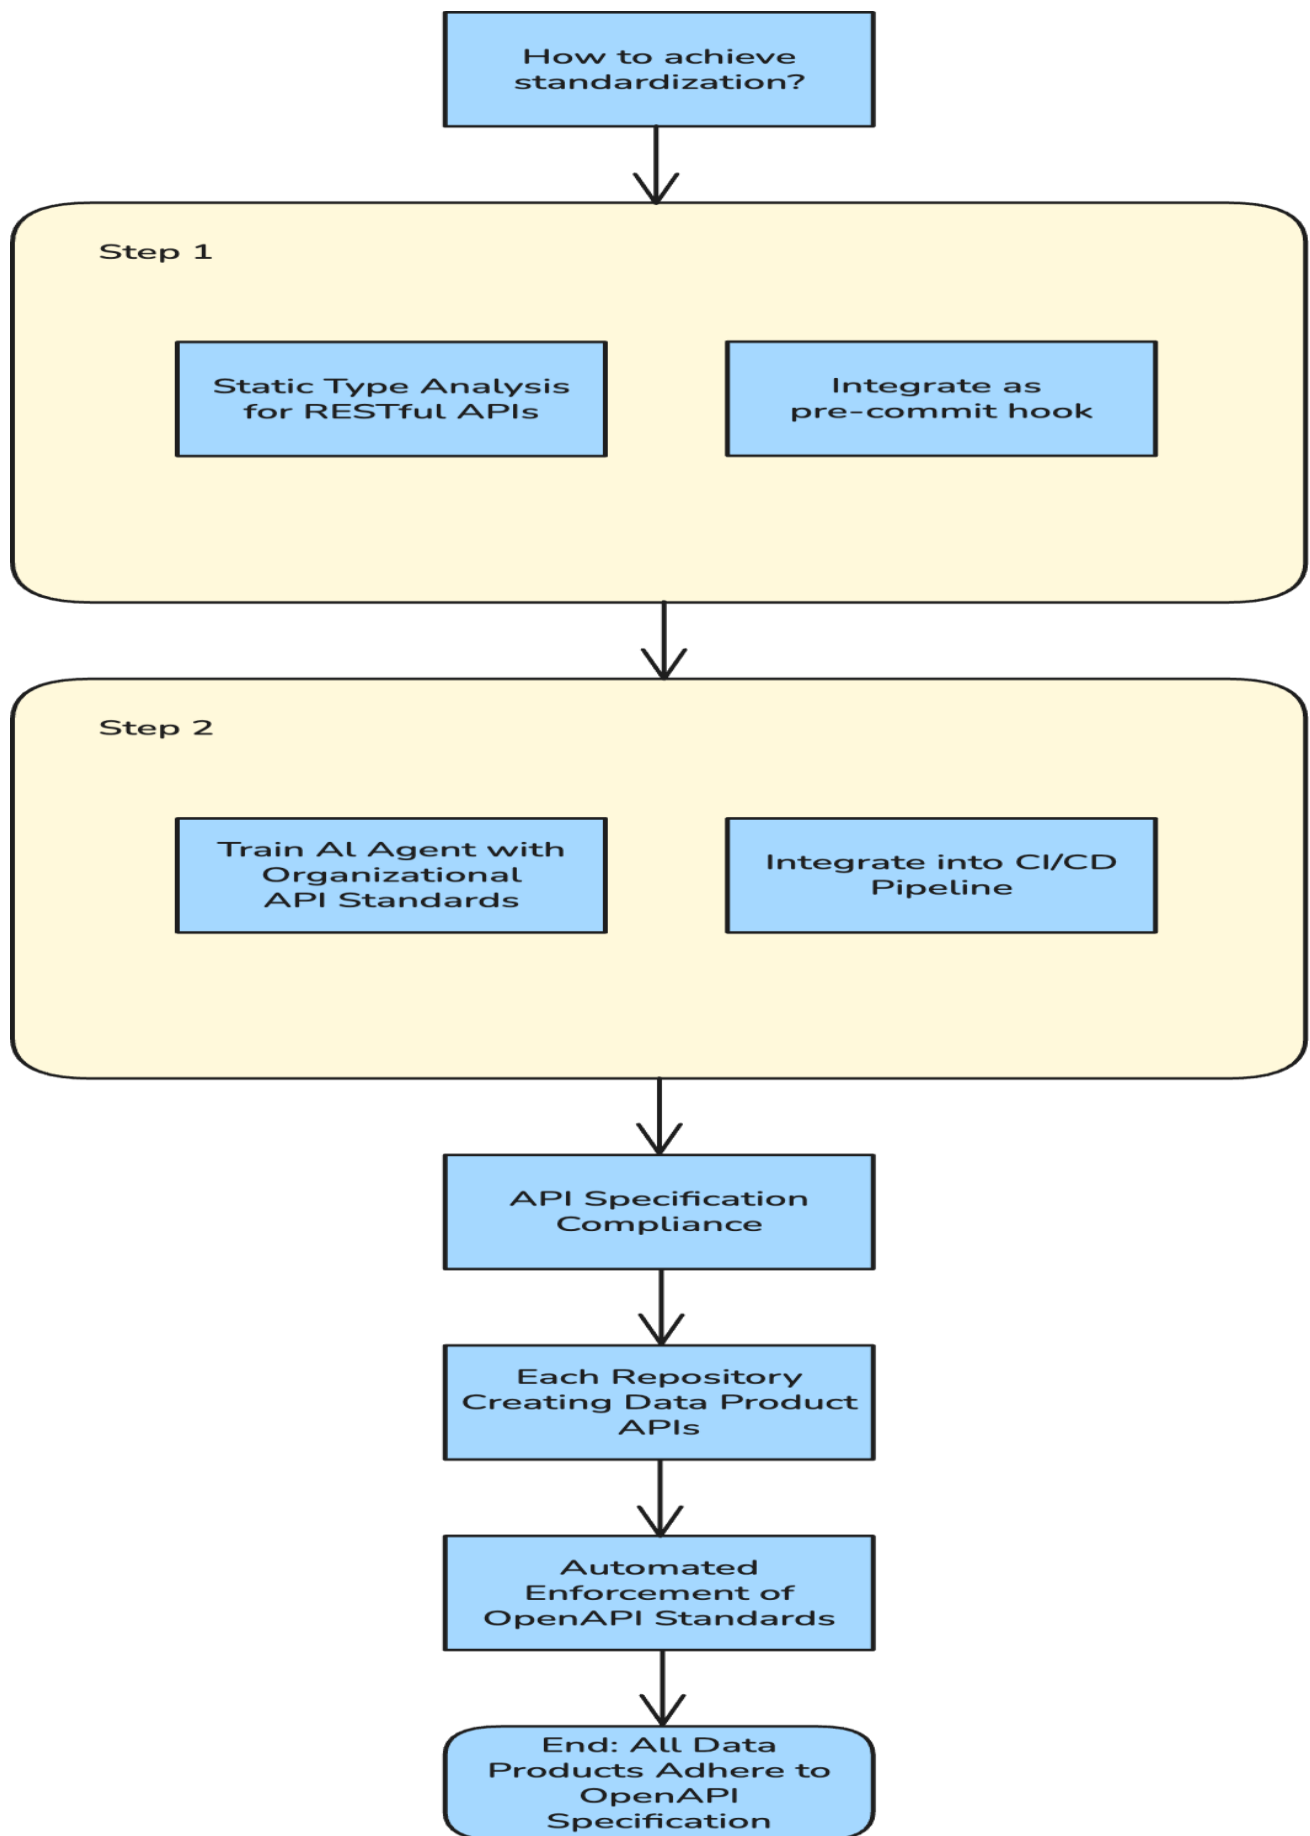 How to achieve
standardization?
Step 1
Static Type Analysis
for RESTful APIs
Integrate as
pre-commit hook
Step 2
Train AI Agent with
Organizational
API Standards
Integrate into CI/CD
Pipeline
API Specification
Compliance
Each Repository
Creating Data Product
APIs
Automated
Enforcement of
OpenAPI Standards
End: All Data
Products Adhere to
OpenAPI
Specification